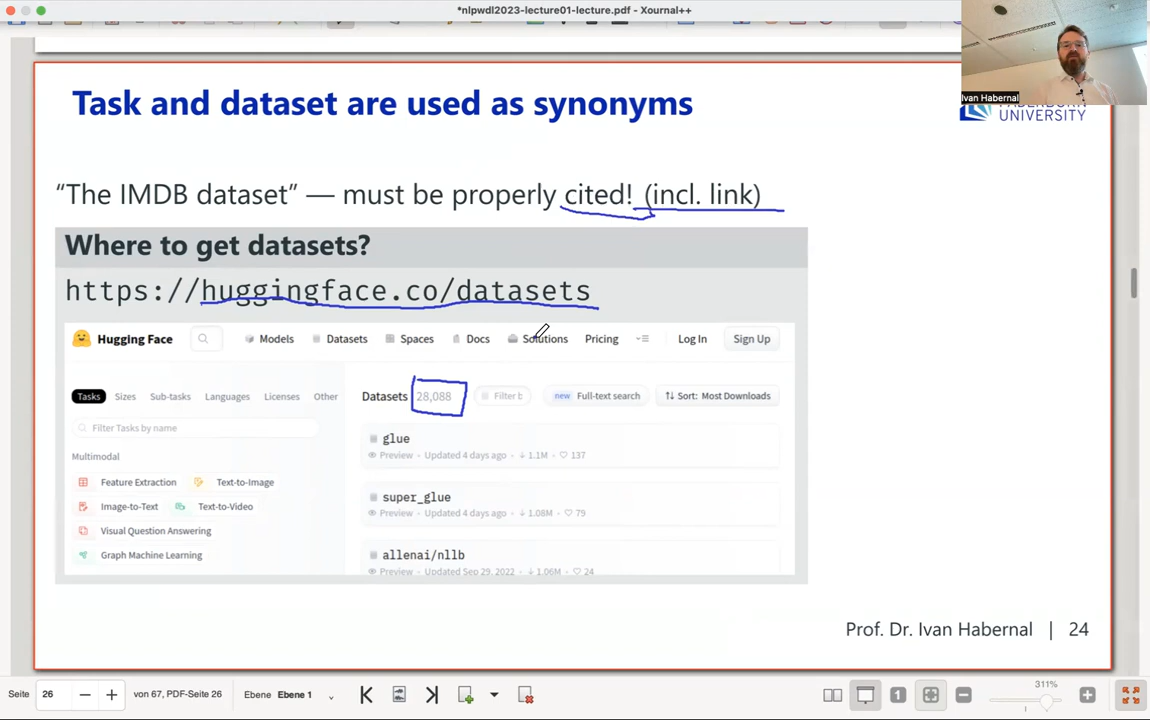 *nlpwdl2023-lecture01-lecture.pdf - Xournal++
Ivan Habernal
Task and dataset are used as synonyms
UNIVERSITY
“The IMDB dataset” — must be properly cited! (incl. link)
Where to get datasets?
https://huggingface.co/datasets
Hugging Face Models Datasets Spaces Docs Solutions Pricing Log In Sign Up
Tasks Sizes Sub-tasks Languages Licenses Other
Datasets 28,088 Filter b new Full-text search Sort: Most Downloads
Filter Tasks by name
Multimodal
Feature Extraction Text-to-Image
Image-to-Text Text-to-Video
Visual Question Answering
Graph Machine Learning
glue
Preview - Updated 4 days ago - ↓ 1.1M - ♡ 137
super_glue
Preview - Updated 4 days ago - ↓ 1.08M - ♡ 79
allenai/nllb
Preview - Updated Sep 29, 2022 - ↓ 1.06M - ♡ 24
Prof. Dr. Ivan Habernal | 24
Seite 26 von 67, PDF-Seite 26 Ebene Ebene 1 1 311%